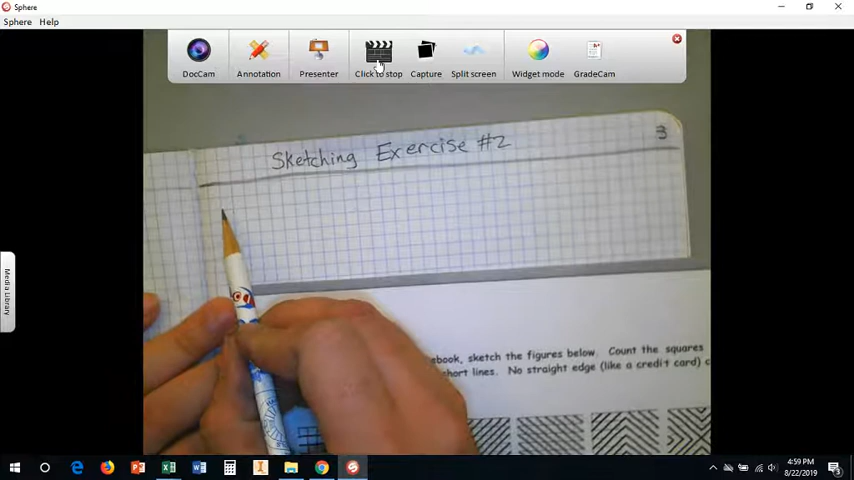 Sphere
Sphere Help
DocCam
Annotation
Presenter
Click to stop
Capture
Split screen
Widget mode
GradeCam
Sketching Exercise #2
3
Media Library
ebook, sketch the figures below. Count the squares
short lines. No straight edge (like a credit card) c
4:59 PM
8/22/2019